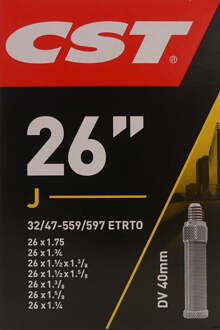 CST®
26”
J
32/47-559/597 ETRTO
26 x 1.75
26 x 1.¾
26 x 1.½ x 1.³/₈
26 x 1.½ x 1.⁵/₈
26 x 1.³/₈
26 x 1.⁵/₈
26 x 1.¼
DV 40mm